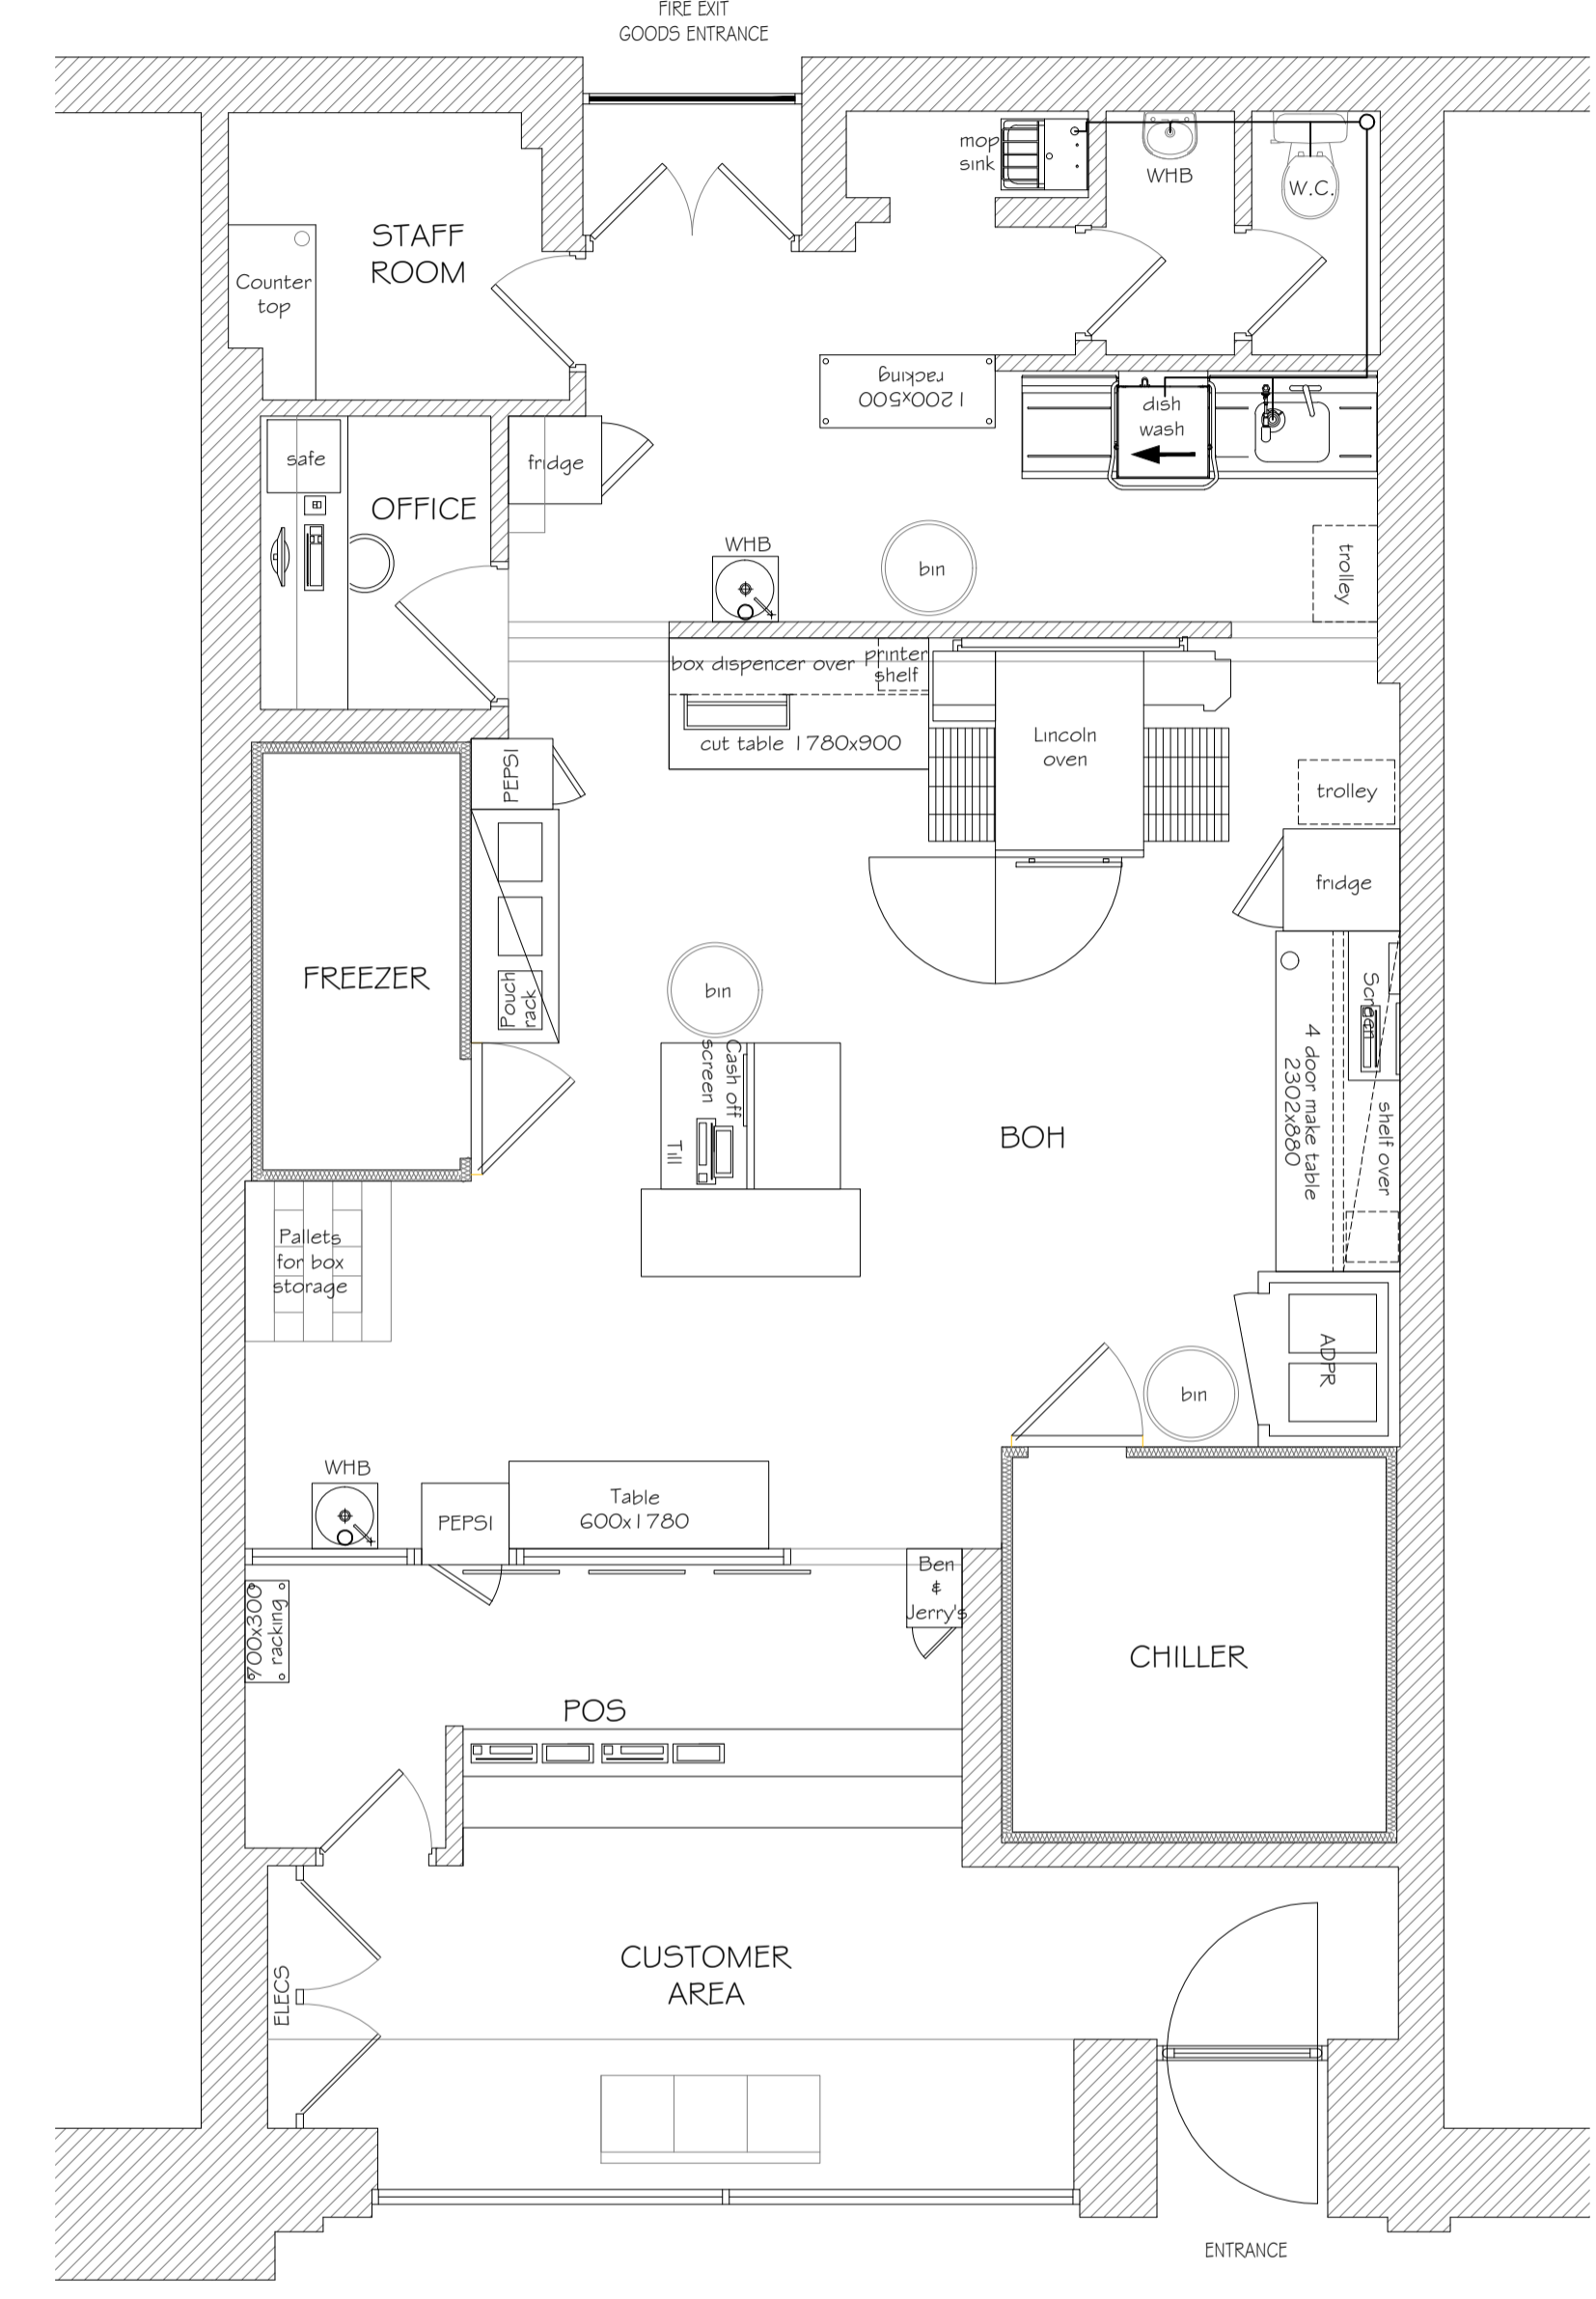 FIRE EXIT
GOODS ENTRANCE
mop
sink
WHB
W.C.
STAFF
ROOM
Counter
top
1200x500
racking
dish
wash
safe
fridge
OFFICE
WHB
bin
trolley
box dispencer over
printer
shelf
cut table 1780x900
Lincoln
oven
PEPSI
trolley
fridge
FREEZER
Pouch
rack
bin
Screen
4 door make table
2302x880
shelf over
Cash off
screen
Till
BOH
Pallets
for box
storage
ADPR
bin
WHB
PEPSI
Table
600x1780
Ben
&
Jerry's
700x300
racking
CHILLER
POS
CUSTOMER
AREA
ELECS
ENTRANCE